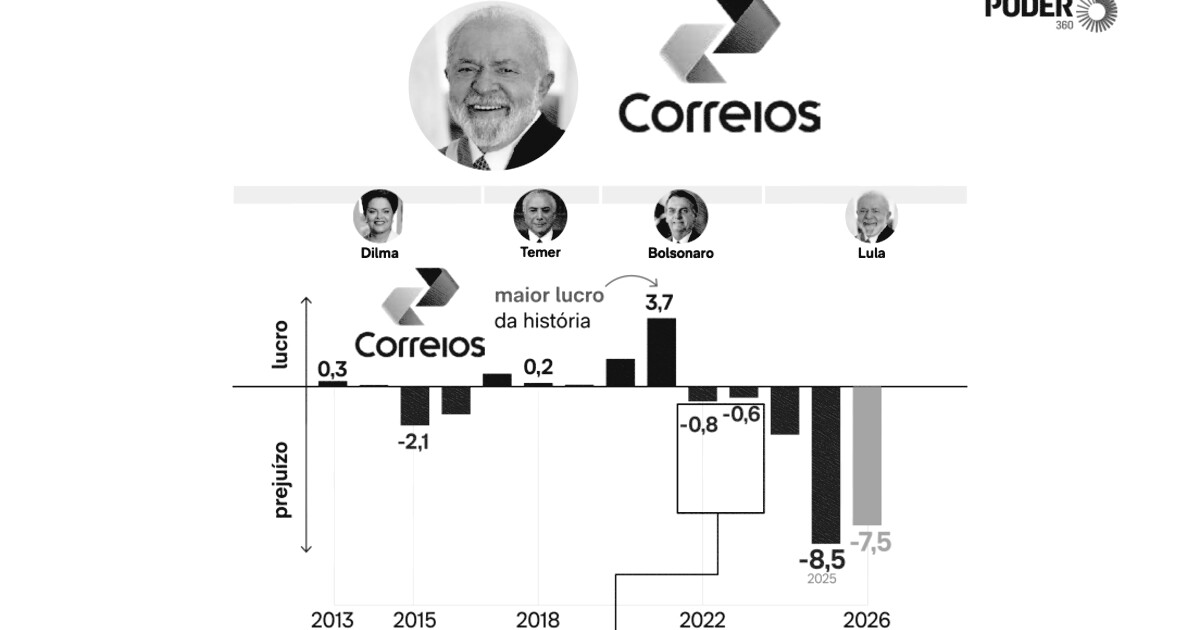 PODER
360
Correios
Dilma
Temer
Bolsonaro
Lula
maior lucro
da história
3,7
Correios
lucro
0,3
0,2
-2,1
-0,8
-0,6
prejuízo
-8,5
2025
-7,5
2013
2015
2018
2022
2026